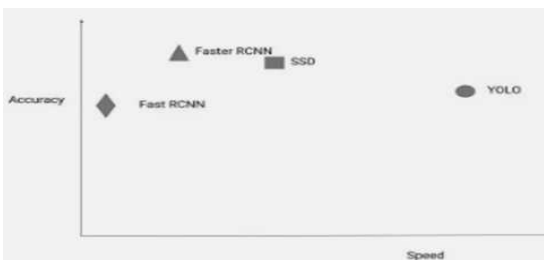 Faster RCNN
SSD
YOLO
Accuracy
Fast RCNN
Speed